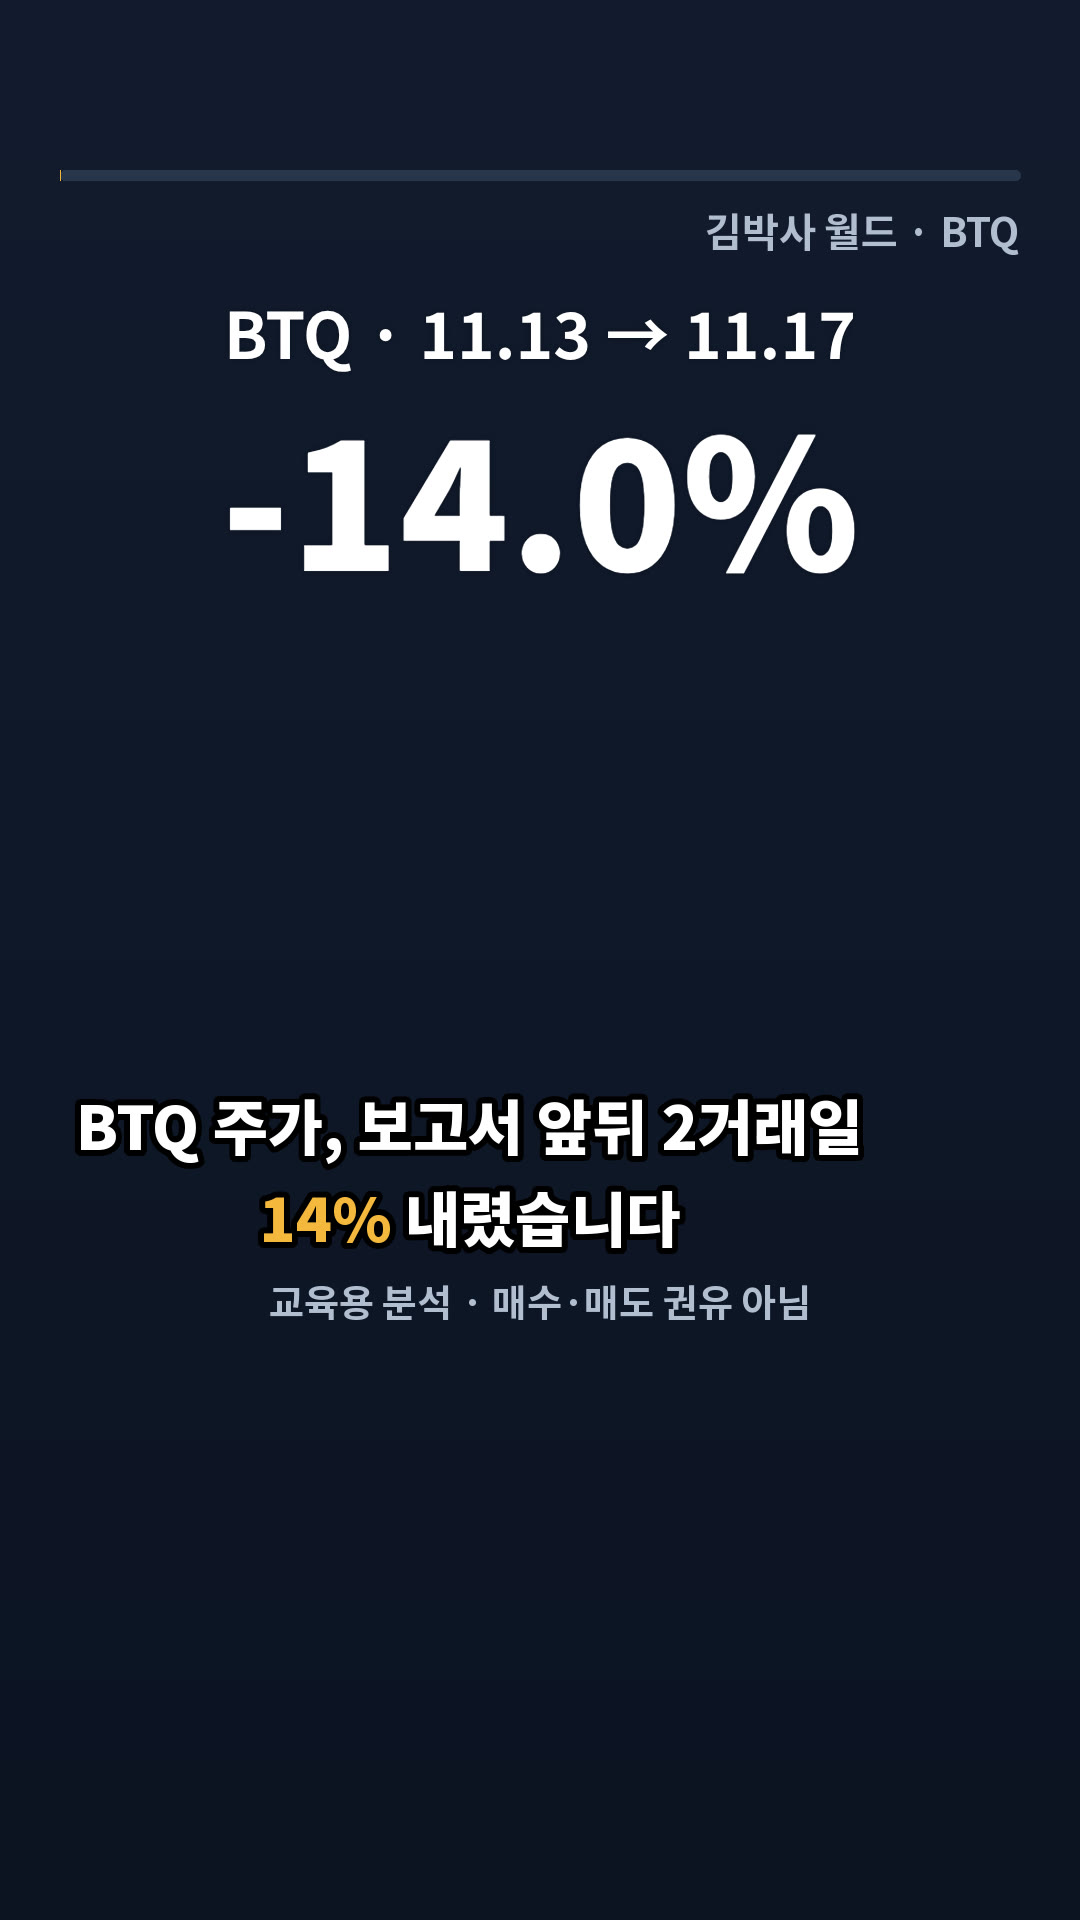 김박사 월드 · BTQ
BTQ · 11.13 → 11.17
-14.0%
BTQ 주가, 보고서 앞뒤 2거래일
14% 내렸습니다
교육용 분석 · 매수·매도 권유 아님